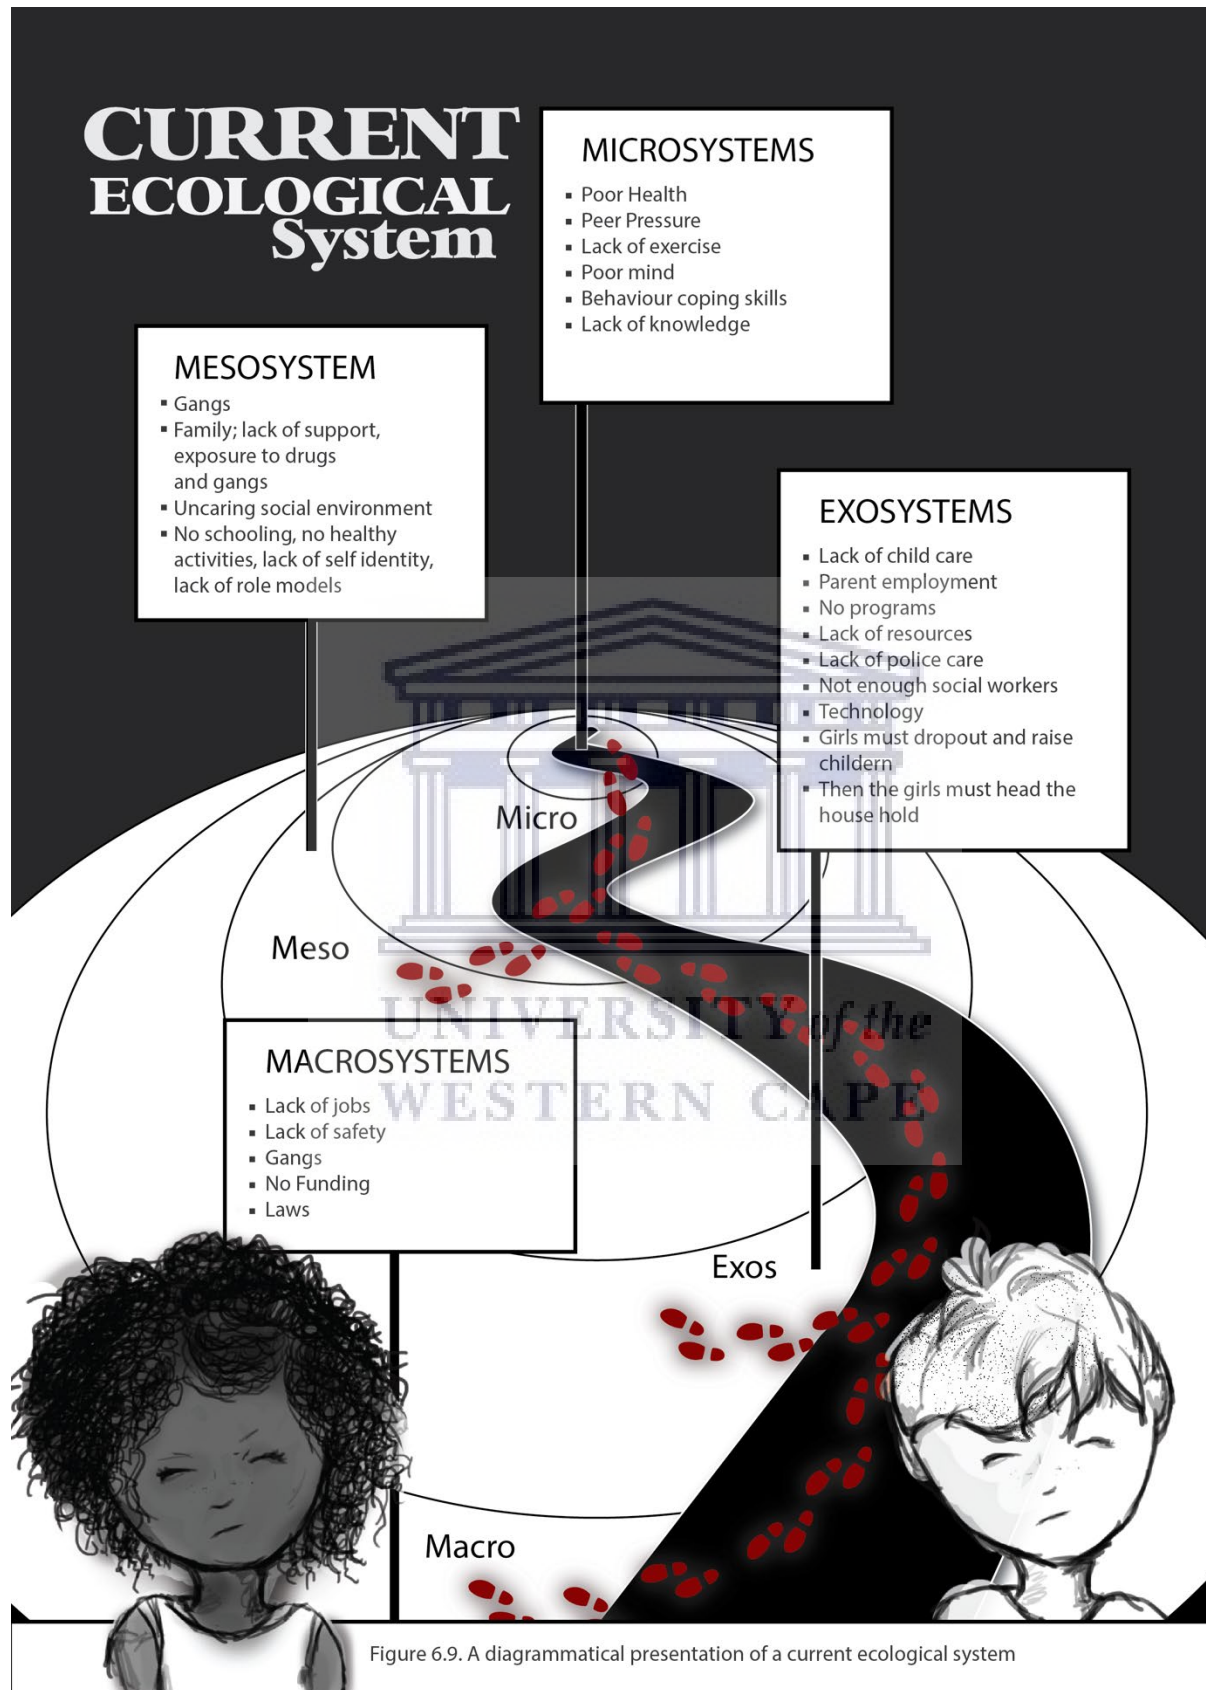 CURRENT
ECOLOGICAL
System
MICROSYSTEMS
▪ Poor Health
▪ Peer Pressure
▪ Lack of exercise
▪ Poor mind
▪ Behaviour coping skills
▪ Lack of knowledge
MESOSYSTEM
▪ Gangs
▪ Family; lack of support,
exposure to drugs
and gangs
▪ Uncaring social environment
▪ No schooling, no healthy
activities, lack of self identity,
lack of role models
EXOSYSTEMS
▪ Lack of child care
▪ Parent employment
▪ No programs
▪ Lack of resources
▪ Lack of police care
▪ Not enough social workers
▪ Technology
▪ Girls must dropout and raise
childern
▪ Then the girls must head the
house hold
Micro
Meso
UNIVERSITY of the
WESTERN CAPE
MACROSYSTEMS
▪ Lack of jobs
▪ Lack of safety
▪ Gangs
▪ No Funding
▪ Laws
Exos
Macro
Figure 6.9. A diagrammatical presentation of a current ecological system